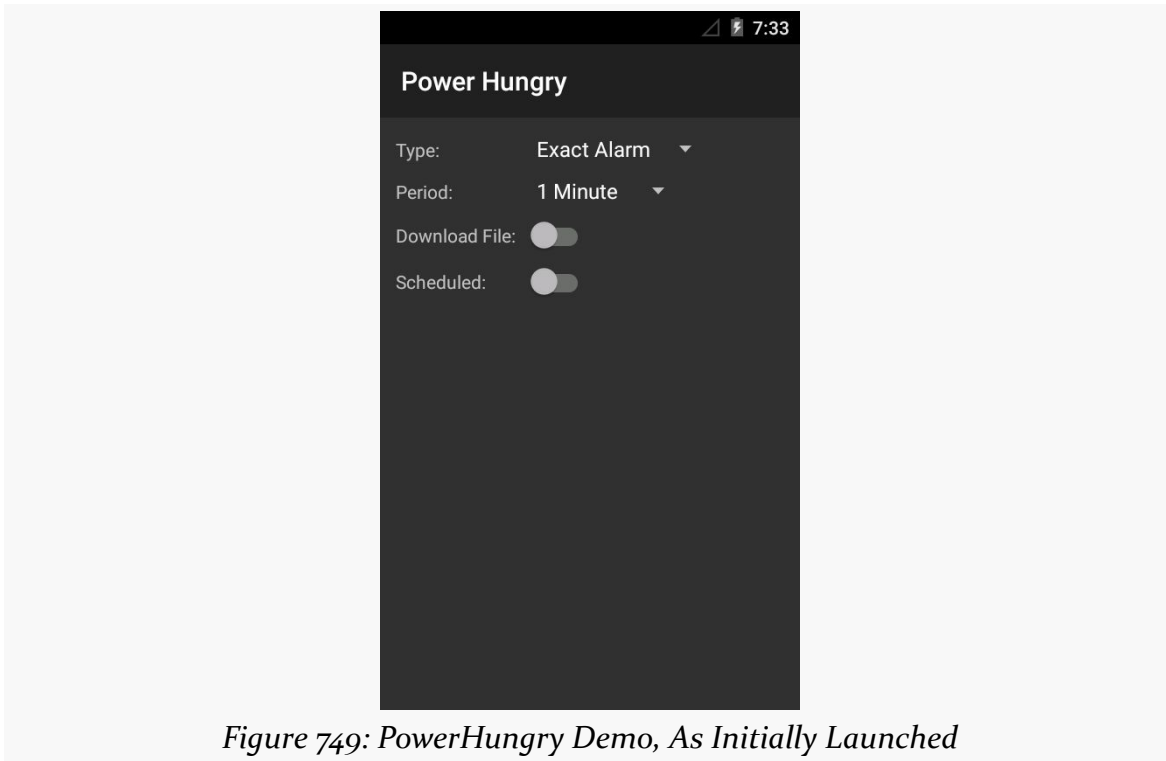 7:33
Power Hungry
Type: Exact Alarm
Period: 1 Minute
Download File:
Scheduled:
Figure 749: PowerHungry Demo, As Initially Launched